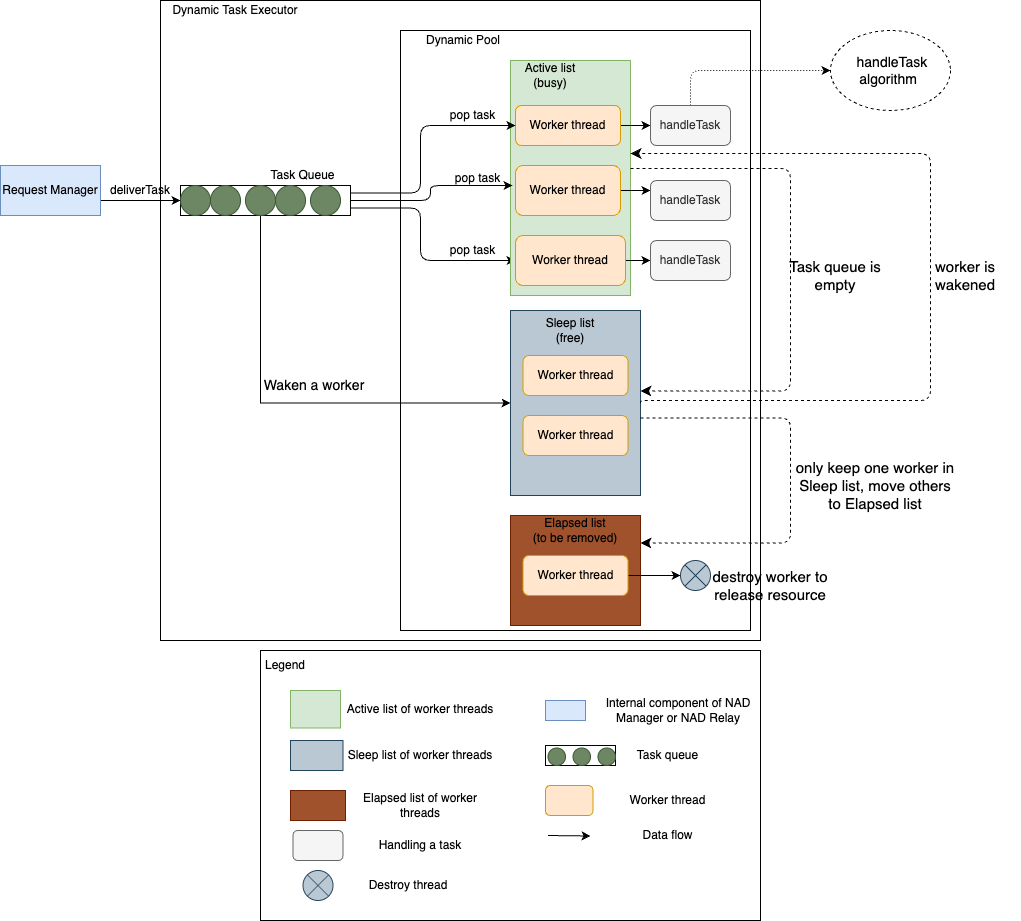 Dynamic Task Executor
Dynamic Pool
Active list
(busy)
handleTask
algorithm
pop task
Worker thread
handleTask
Request Manager
deliverTask
Task Queue
pop task
Worker thread
handleTask
pop task
Worker thread
handleTask
Task queue is
empty
worker is
wakened
Sleep list
(free)
Worker thread
Waken a worker
Worker thread
only keep one worker in
Sleep list, move others
to Elapsed list
Elapsed list
(to be removed)
Worker thread
destroy worker to
release resource
Legend
Active list of worker threads
Internal component of NAD
Manager or NAD Relay
Sleep list of worker threads
Task queue
Elapsed list of worker
threads
Worker thread
Handling a task
Data flow
Destroy thread